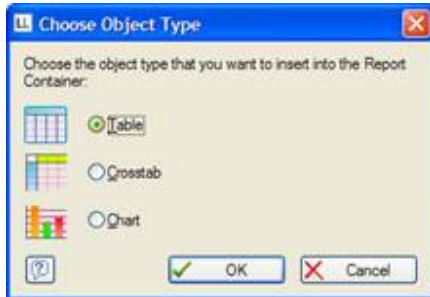 LL Choose Object Type
Choose the object type that you want to insert into the Report
Container:
Table
Crosstab
Chart
OK
Cancel